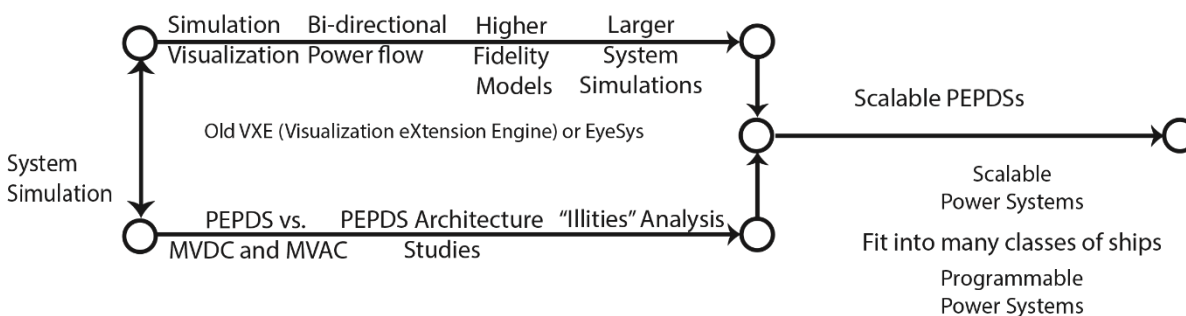 Simulation Visualization
Bi-directional Power flow
Higher Fidelity Models
Larger System Simulations
Scalable PEPDSs
Old VXE (Visualization eXtension Engine) or EyeSys
System
Simulation
PEPDS vs.
MVDC and MVAC
PEPDS Architecture
Studies
“Illities” Analysis
Scalable
Power Systems
Fit into many classes of ships
Programmable
Power Systems